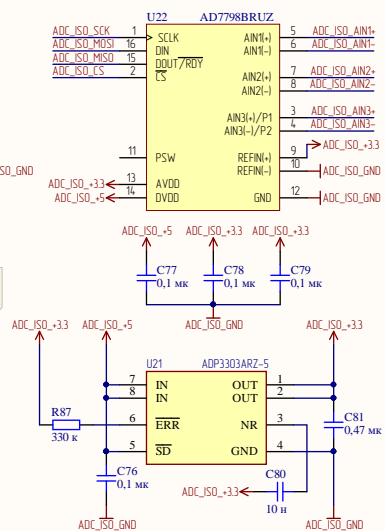 U22 AD7798BRUZ
ADC_ISO_SCK 1 SCLK AIN1(+) 5 ADC_ISO_AIN1+
ADC_ISO_MOSI 16 DIN AIN1(-) 6 ADC_ISO_AIN1-
ADC_ISO_MISO 15 DOUT/RDY AIN2(+) 7 ADC_ISO_AIN2+
ADC_ISO_CS 2 CS AIN2(-) 8 ADC_ISO_AIN2-
AIN3(+)/P1 3 ADC_ISO_AIN3+
AIN3(-)/P2 4 ADC_ISO_AIN3-
11 PSW REFIN(+) 9 ADC_ISO_+3.3
ISO_GND REFIN(-) 10 ADC_ISO_GND
ADC_ISO_+3.3 13 AVDD
ADC_ISO_+5 14 DVDD GND 12 ADC_ISO_GND
ADC_ISO_+5 ADC_ISO_+3.3 ADC_ISO_+3.3
C77 C78 C79
0,1 мк 0,1 мк 0,1 мк
ADC_ISO_GND
ADC_ISO_+3.3 ADC_ISO_+5 ADC_ISO_+3.3
U21 ADP3303ARZ-5
7 IN OUT 1
8 IN OUT 2
R87 6 ERR NR 3 C81
330 к 0,47 мк
5 SD GND 4
C76 C80
0,1 мк ADC_ISO_+3.3 10 н
ADC_ISO_GND ADC_ISO_GND